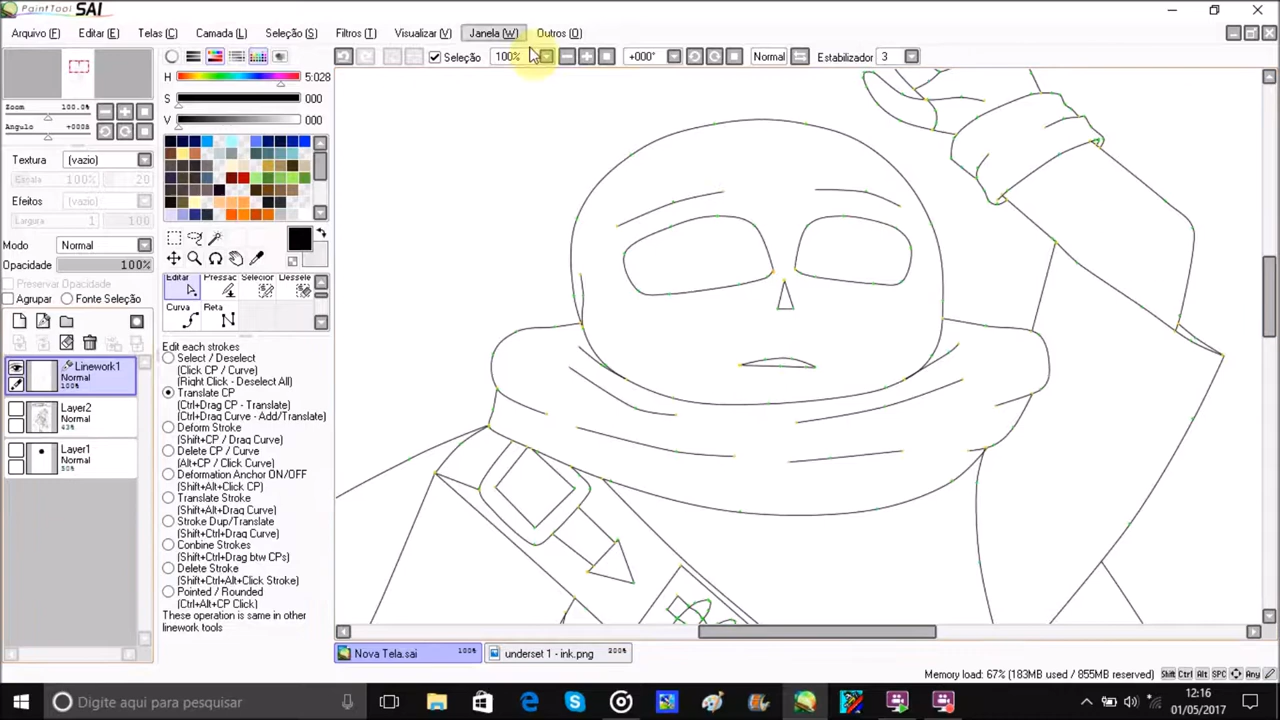 PaintTool SAI
Arquivo (F) Editar (E) Telas (C) Camada (L) Seleção (S) Filtros (T) Visualizar (V) Janela (W) Outros (O)
Seleção 100% +000° Normal Estabilizador 3
H 5:028
S 000
V 000
Zoom 100.0%
Angulo +000°
Textura (vazio)
Escala 100% 20
Efeitos (vazio)
Largura 1 100
Modo Normal
Opacidade 100%
Preservar Opacidade
Agrupar Fonte Seleção
Editar Pressão Selecior Dessele
Curva Reta
Linework1
Normal
100%
Layer2
Normal
43%
Layer1
Normal
50%
Edit each strokes
Select / Deselect
(Click CP / Curve)
(Right Click - Deselect All)
Translate CP
(Ctrl+Drag CP - Translate)
(Ctrl+Drag Curve - Add/Translate)
Deform Stroke
(Shift+CP / Drag Curve)
Delete CP / Curve
(Alt+CP / Click Curve)
Deformation Anchor ON/OFF
(Shift+Alt+Click CP)
Translate Stroke
(Shift+Alt+Drag Curve)
Stroke Dup/Translate
(Shift+Ctrl+Drag Curve)
Combine Strokes
(Shift+Ctrl+Drag btw CPs)
Delete Stroke
(Shift+Ctrl+Alt+Click Stroke)
Pointed / Rounded
(Ctrl+Alt+CP Click)
These operation is same in other
linework tools
Nova Tela.sai 100% underset 1 - ink.png 200%
Memory load: 67% (183MB used / 855MB reserved) Shift Ctrl Alt SPC Any
Digite aqui para pesquisar
12:16
01/05/2017